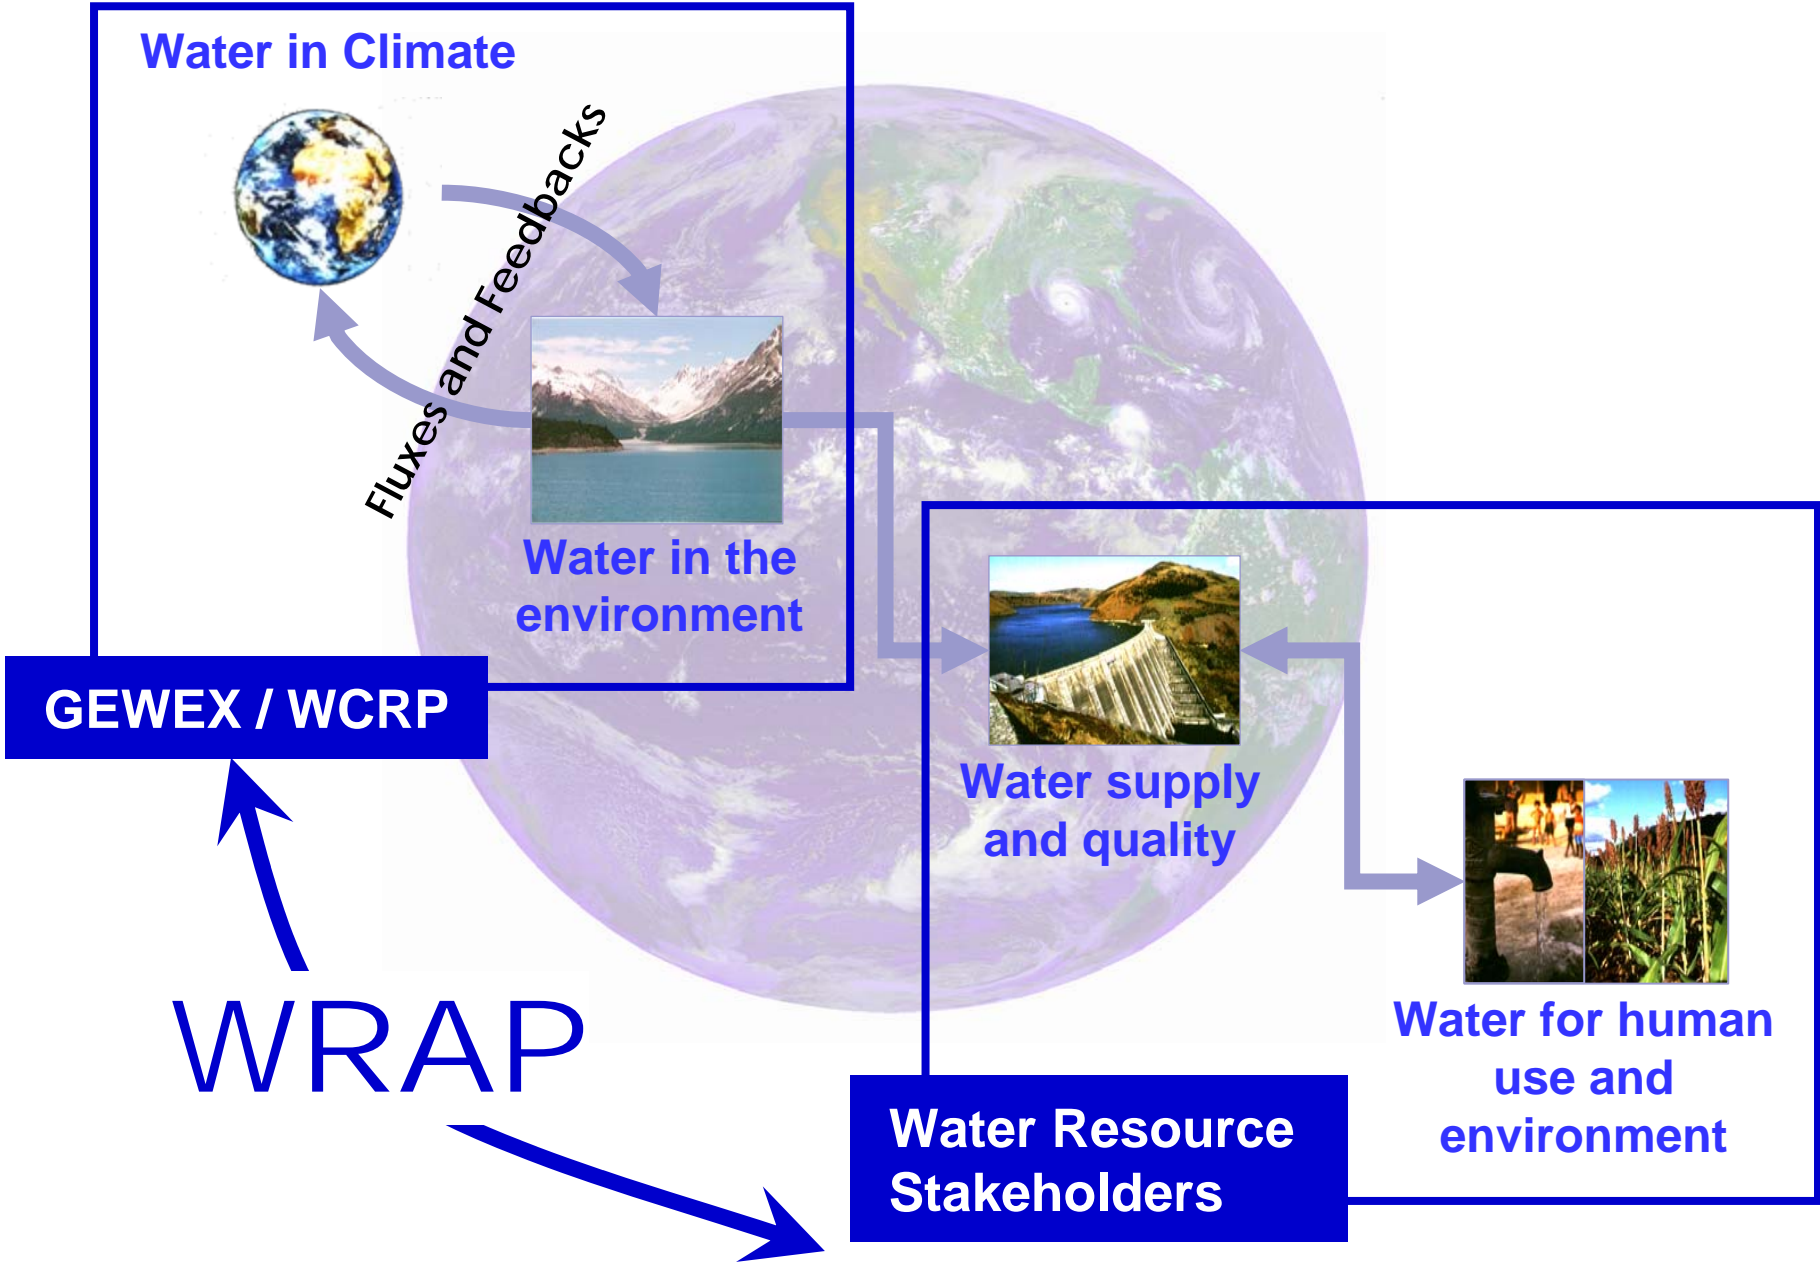 Water in Climate
Fluxes and Feedbacks
Water in the
environment
GEWEX / WCRP
Water supply
and quality
WRAP
Water for human
use and
environment
Water Resource
Stakeholders